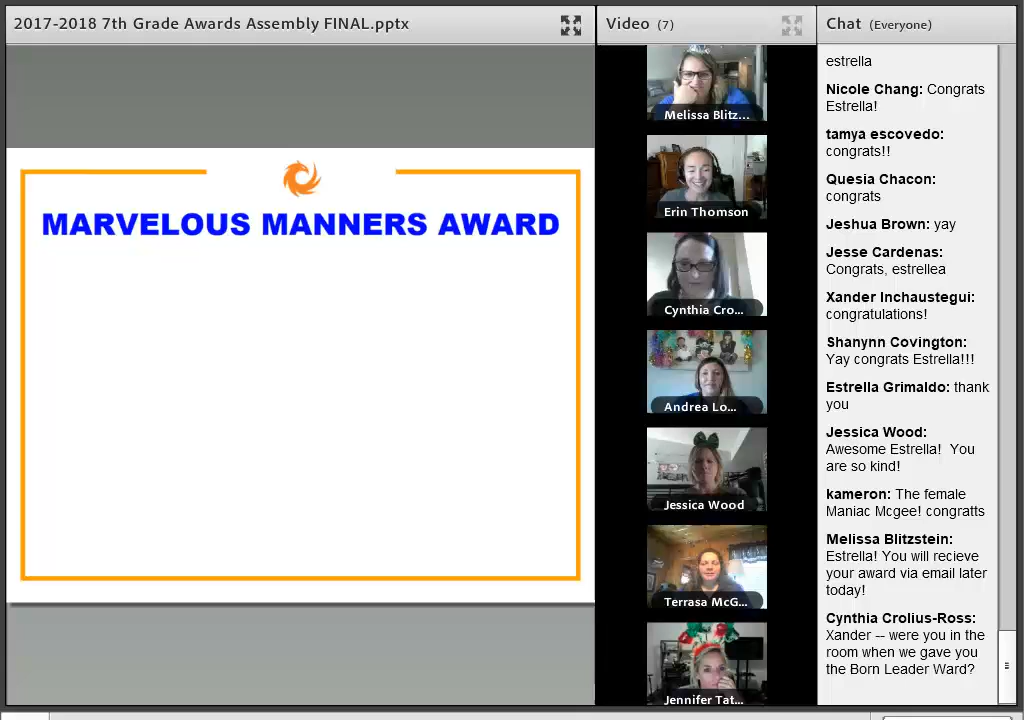 2017-2018 7th Grade Awards Assembly FINAL.pptx
MARVELOUS MANNERS AWARD
Video (7)
Melissa Blitz...
Erin Thomson
Cynthia Cro...
Andrea Lo...
Jessica Wood
Terrasa McG...
Jennifer Tat...
Chat (Everyone)
estrella
Nicole Chang: Congrats
Estrella!
tamya escovedo:
congrats!!
Quesia Chacon:
congrats
Jeshua Brown: yay
Jesse Cardenas:
Congrats, estrellea
Xander Inchaustegui:
congratulations!
Shanynn Covington:
Yay congrats Estrella!!!
Estrella Grimaldo: thank
you
Jessica Wood:
Awesome Estrella!  You
are so kind!
kameron: The female
Maniac Mcgee! congratts
Melissa Blitzstein:
Estrella! You will recieve
your award via email later
today!
Cynthia Crolius-Ross:
Xander -- were you in the
room when we gave you
the Born Leader Ward?